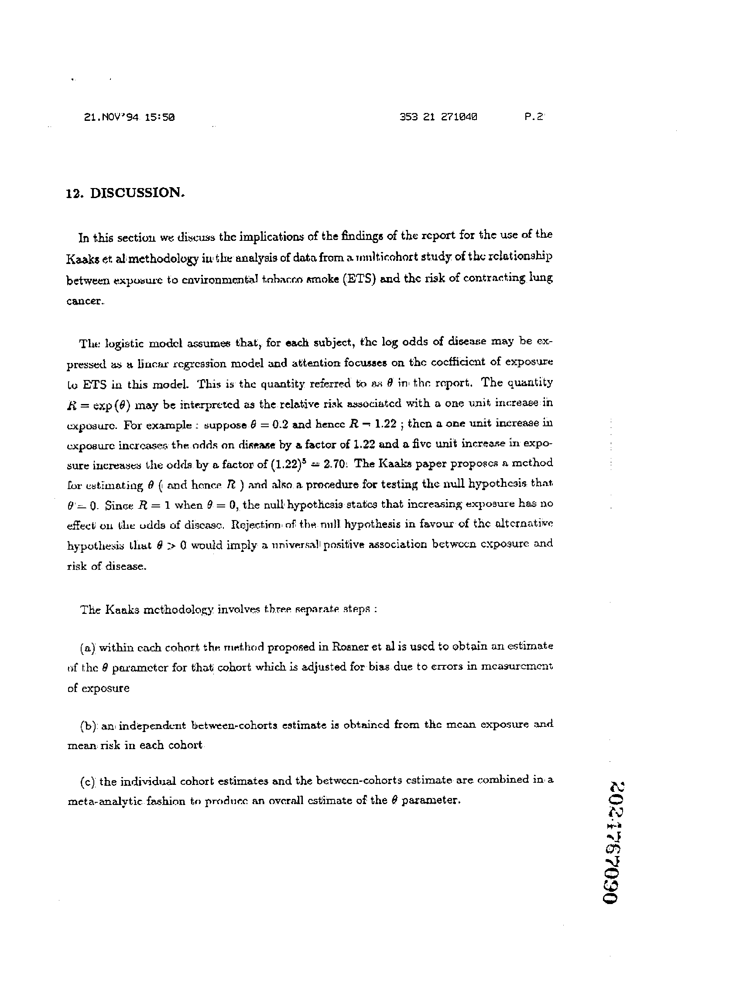 21.NOV'94 15:50 353 21 271040 P.2
12. DISCUSSION.
In this section we discuss the implications of the findings of the report for the use of the
Kaaks et al methodology in the analysis of data from a multicohort study of the relationship
between exposure to environmental tobacco smoke (ETS) and the risk of contracting lung
cancer.
The logistic model assumes that, for each subject, the log odds of disease may be ex-
pressed as a linear regression model and attention focusses on the coefficient of exposure
to ETS in this model. This is the quantity referred to as θ in the report. The quantity
R = exp(θ) may be interpreted as the relative risk associated with a one unit increase in
exposure. For example : suppose θ = 0.2 and hence R = 1.22 ; then a one unit increase in
exposure increases the odds on disease by a factor of 1.22 and a five unit increase in expo-
sure increases the odds by a factor of (1.22)⁵ = 2.70. The Kaaks paper proposes a method
for estimating θ ( and hence R ) and also a procedure for testing the null hypothesis that
θ = 0. Since R = 1 when θ = 0, the null hypothesis states that increasing exposure has no
effect on the odds of disease. Rejection of the null hypothesis in favour of the alternative
hypothesis that θ > 0 would imply a universal positive association between exposure and
risk of disease.
The Kaaks methodology involves three separate steps :
(a) within each cohort the method proposed in Rosner et al is used to obtain an estimate
of the θ parameter for that cohort which is adjusted for bias due to errors in measurement
of exposure
(b) an independent between-cohorts estimate is obtained from the mean exposure and
mean risk in each cohort
(c) the individual cohort estimates and the between-cohorts estimate are combined in a
meta-analytic fashion to produce an overall estimate of the θ parameter.
2024767090